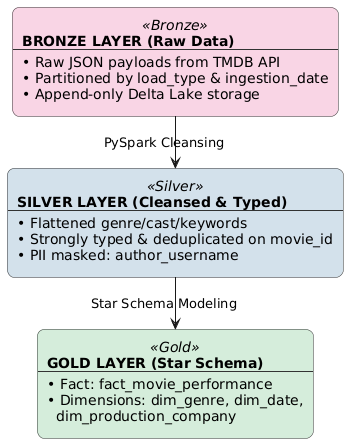 «Bronze»
BRONZE LAYER (Raw Data)
• Raw JSON payloads from TMDB API
• Partitioned by load_type & ingestion_date
• Append-only Delta Lake storage
PySpark Cleansing
«Silver»
SILVER LAYER (Cleansed & Typed)
• Flattened genre/cast/keywords
• Strongly typed & deduplicated on movie_id
• PII masked: author_username
Star Schema Modeling
«Gold»
GOLD LAYER (Star Schema)
• Fact: fact_movie_performance
• Dimensions: dim_genre, dim_date,
dim_production_company